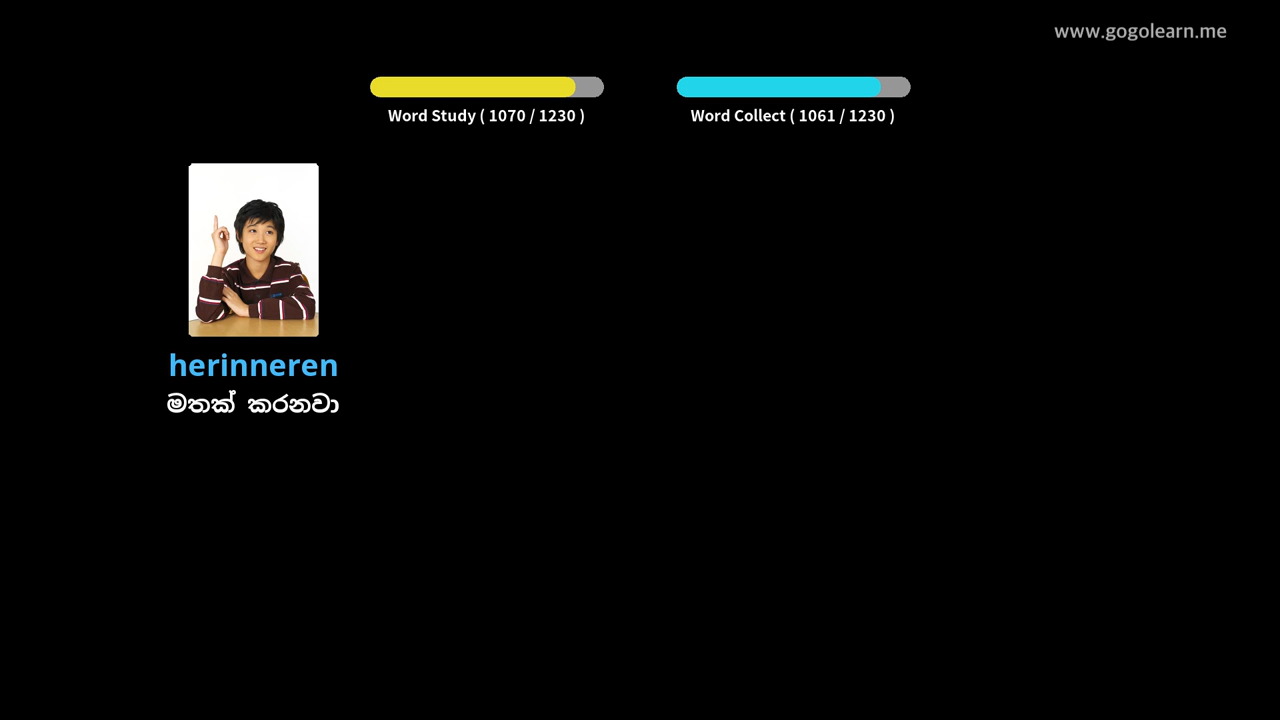 www.gogolearn.me
Word Study ( 1070 / 1230 )
Word Collect ( 1061 / 1230 )
herinneren
මතක් කරනවා